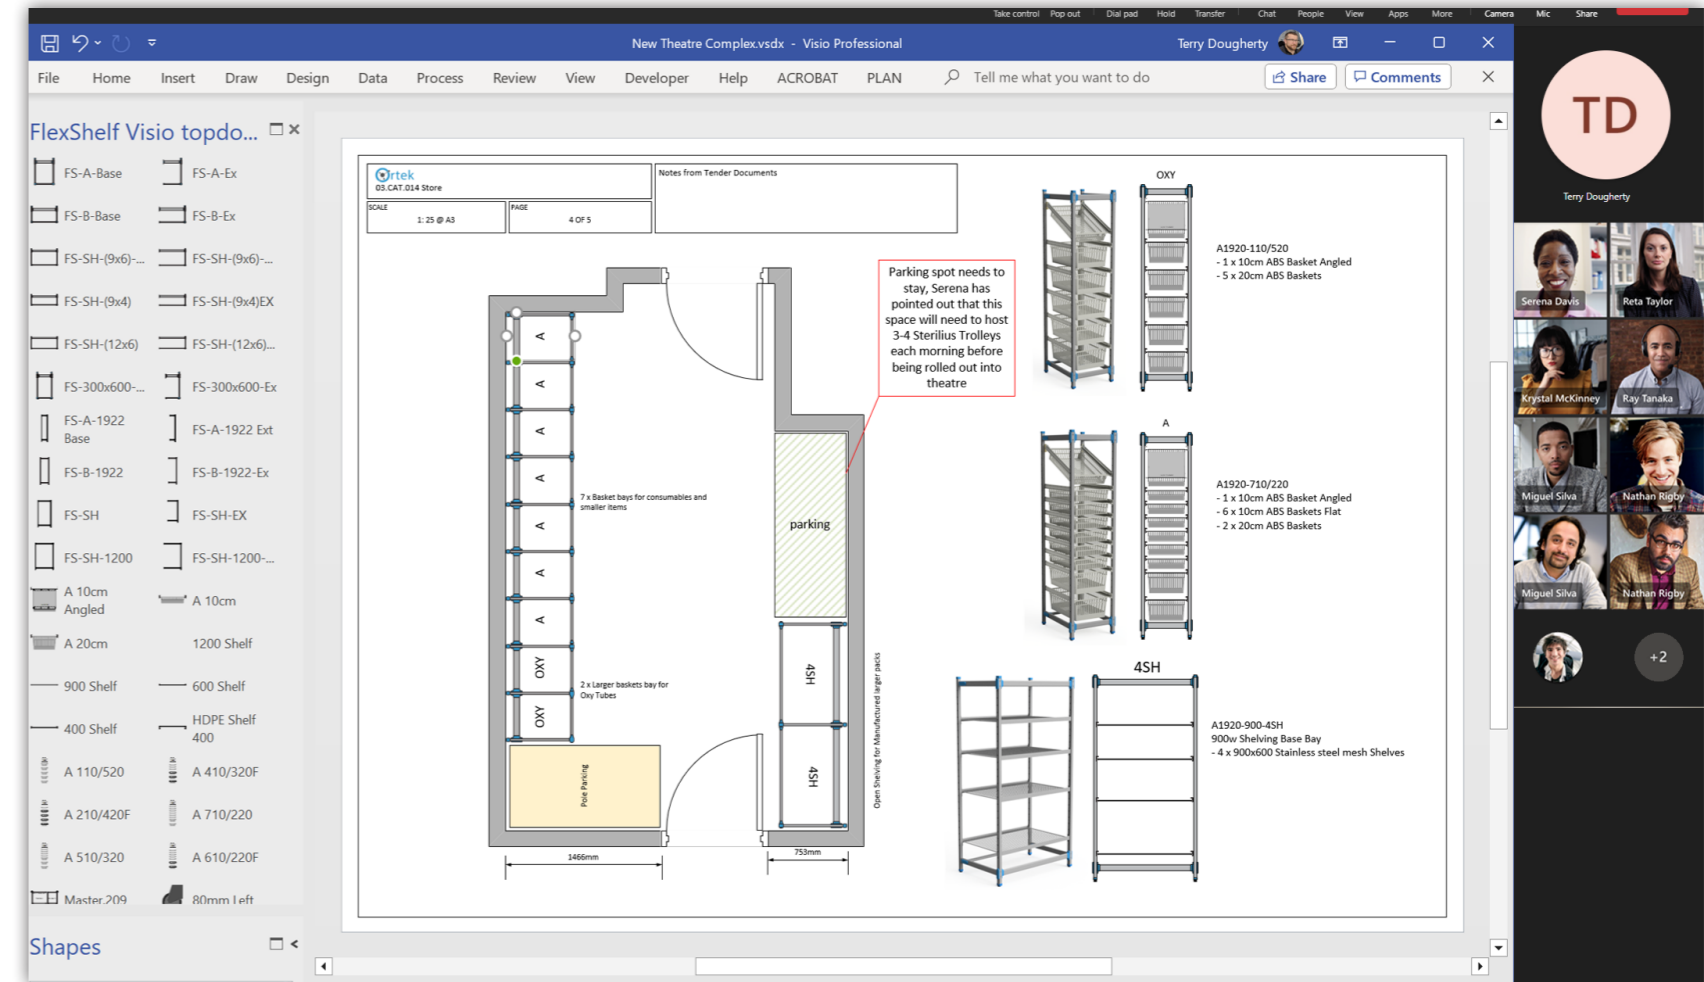 Take control Pop out Dial pad Hold Transfer Chat People View Apps More Camera Mic Share
New Theatre Complex.vsdx - Visio Professional
Terry Dougherty
File Home Insert Draw Design Data Process Review View Developer Help ACROBAT PLAN Tell me what you want to do Share Comments
FlexShelf Visio topdo...
FS-A-Base FS-A-Ex
FS-B-Base FS-B-Ex
FS-SH-(9x6)-... FS-SH-(9x6)-...
FS-SH-(9x4) FS-SH-(9x4)EX
FS-SH-(12x6) FS-SH-(12x6)...
FS-300x600-... FS-300x600-Ex
FS-A-1922
Base
FS-A-1922 Ext
FS-B-1922 FS-B-1922-Ex
FS-SH FS-SH-EX
FS-SH-1200 FS-SH-1200-...
A 10cm
Angled
A 10cm
A 20cm 1200 Shelf
900 Shelf 600 Shelf
400 Shelf
HDPE Shelf
400
A 110/520 A 410/320F
A 210/420F A 710/220
A 510/320 A 610/220F
Master.209 80mm Left
Shapes
Ortek
03.CAT.014 Store
SCALE
1: 25 @ A3
PAGE
4 OF 5
Notes from Tender Documents
Parking spot needs to
stay, Serena has
pointed out that this
space will need to host
3-4 Sterilius Trolleys
each morning before
being rolled out into
theatre
A
A
A
A
A
A
A
OXY
OXY
7 x Basket bays for consumables and
smaller items
2 x Larger baskets bay for
Oxy Tubes
parking
4SH
4SH
Open Shelving for Manufactured larger packs
Pole Parking
1466mm
753mm
OXY
A1920-110/520
- 1 x 10cm ABS Basket Angled
- 5 x 20cm ABS Baskets
A
A1920-710/220
- 1 x 10cm ABS Basket Angled
- 6 x 10cm ABS Baskets Flat
- 2 x 20cm ABS Baskets
4SH
A1920-900-4SH
900w Shelving Base Bay
- 4 x 900x600 Stainless steel mesh Shelves
TD
Terry Dougherty
Serena Davis Reta Taylor
Krystal McKinney Ray Tanaka
Miguel Silva Nathan Rigby
Miguel Silva Nathan Rigby
+2